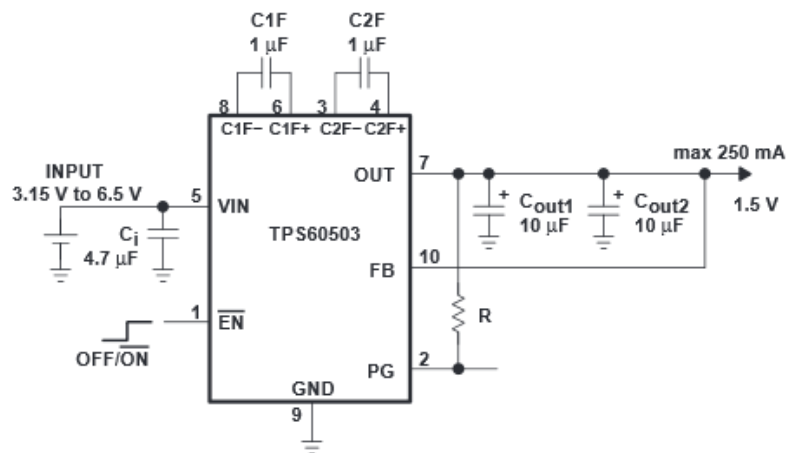 C1F
1 μF
C2F
1 μF
8 6 3 4
C1F− C1F+ C2F− C2F+
INPUT
3.15 V to 6.5 V
5 VIN
Ci
4.7 μF
TPS60503
OUT 7
max 250 mA
+ Cout1
10 μF
+ Cout2
10 μF
1.5 V
FB 10
1 EN
OFF/ON
R
PG 2
GND
9